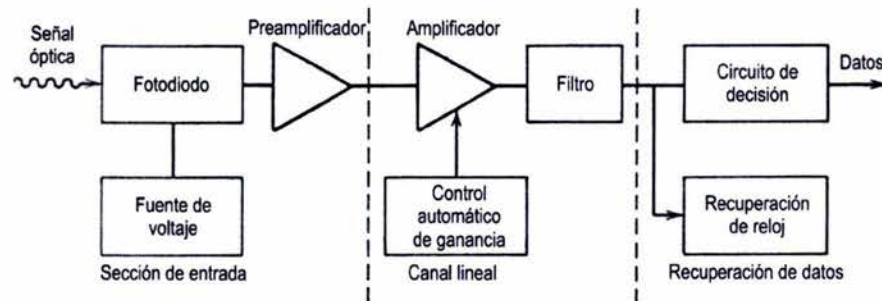 Señal
óptica
Fotodiodo
Fuente de
voltaje
Sección de entrada
Preamplificador
Amplificador
Filtro
Control
automático
de ganancia
Canal lineal
Circuito de
decisión
Datos
Recuperación
de reloj
Recuperación de datos